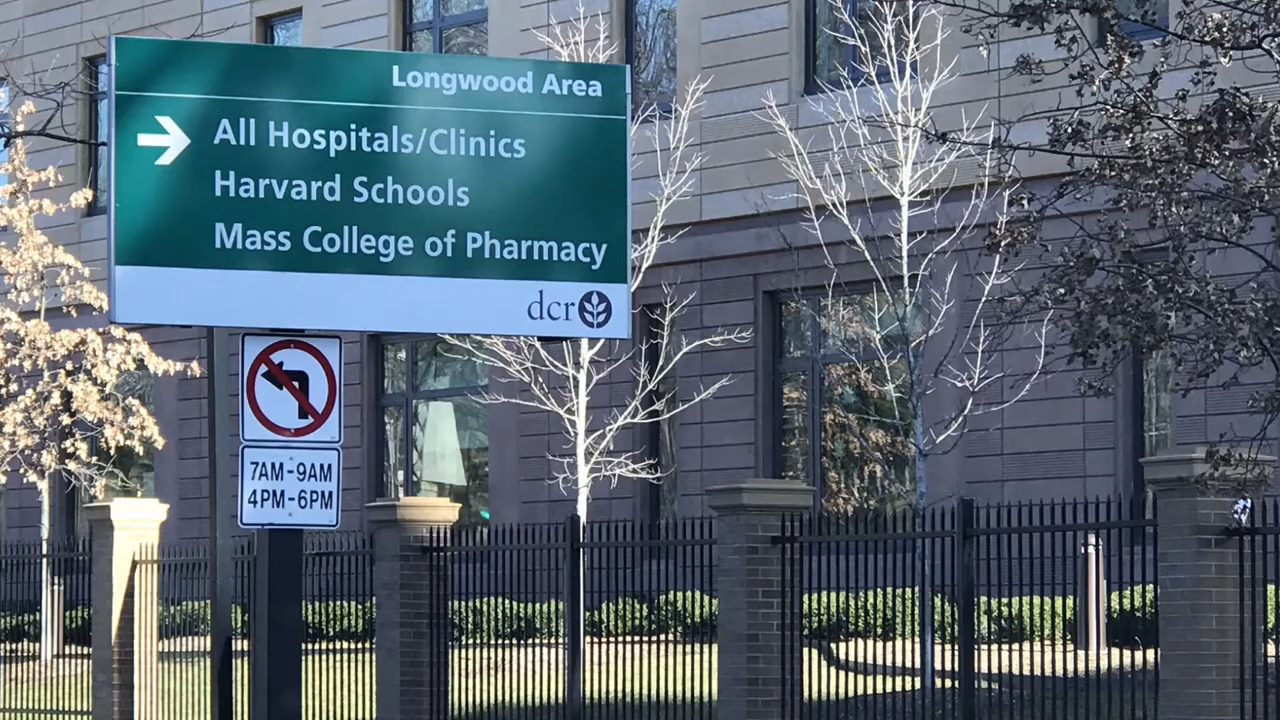 Longwood Area
All Hospitals/Clinics
Harvard Schools
Mass College of Pharmacy
dcr
7AM-9AM
4PM-6PM